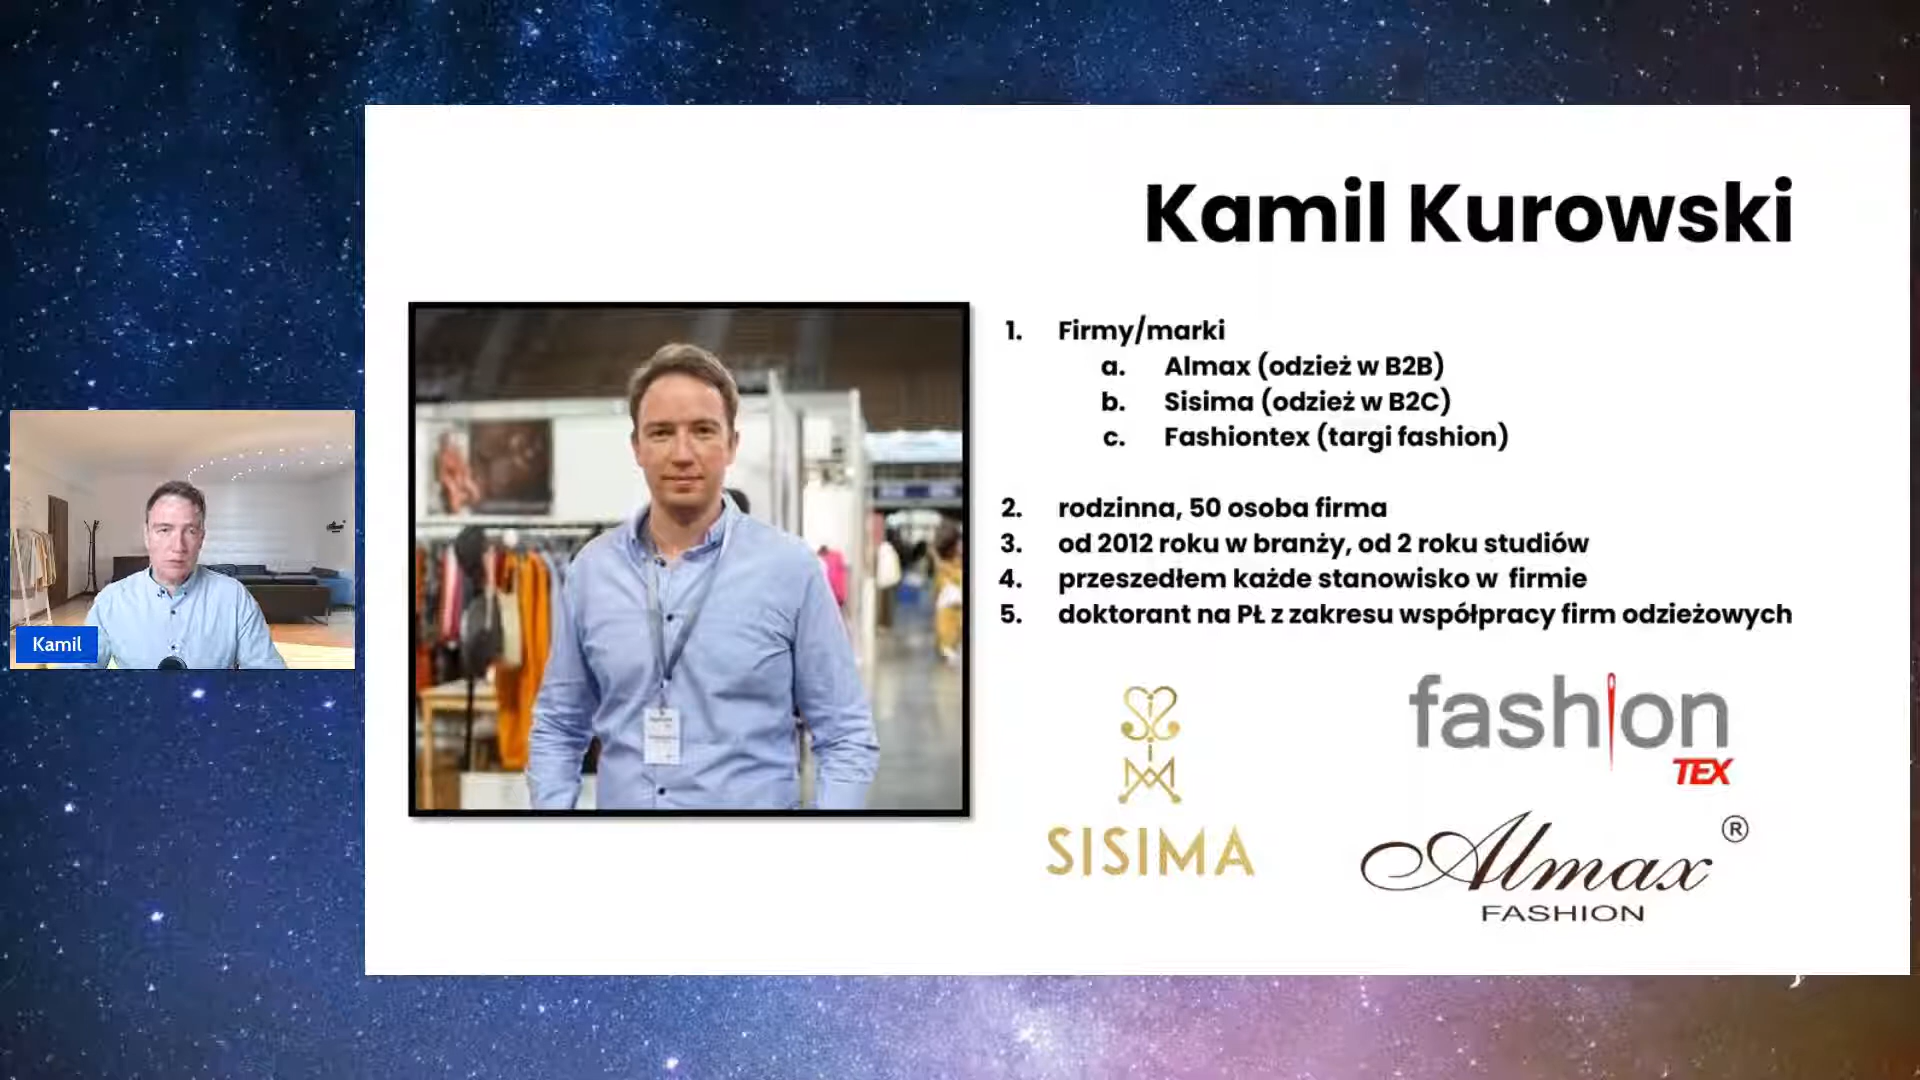 Kamil Kurowski
1. Firmy/marki
a. Almax (odzież w B2B)
b. Sisima (odzież w B2C)
c. Fashiontex (targi fashion)
2. rodzinna, 50 osoba firma
3. od 2012 roku w branży, od 2 roku studiów
4. przeszedłem każde stanowisko w firmie
5. doktorant na PŁ z zakresu współpracy firm odzieżowych
Kamil
SISIMA
fashion
TEX
Almax ®
FASHION